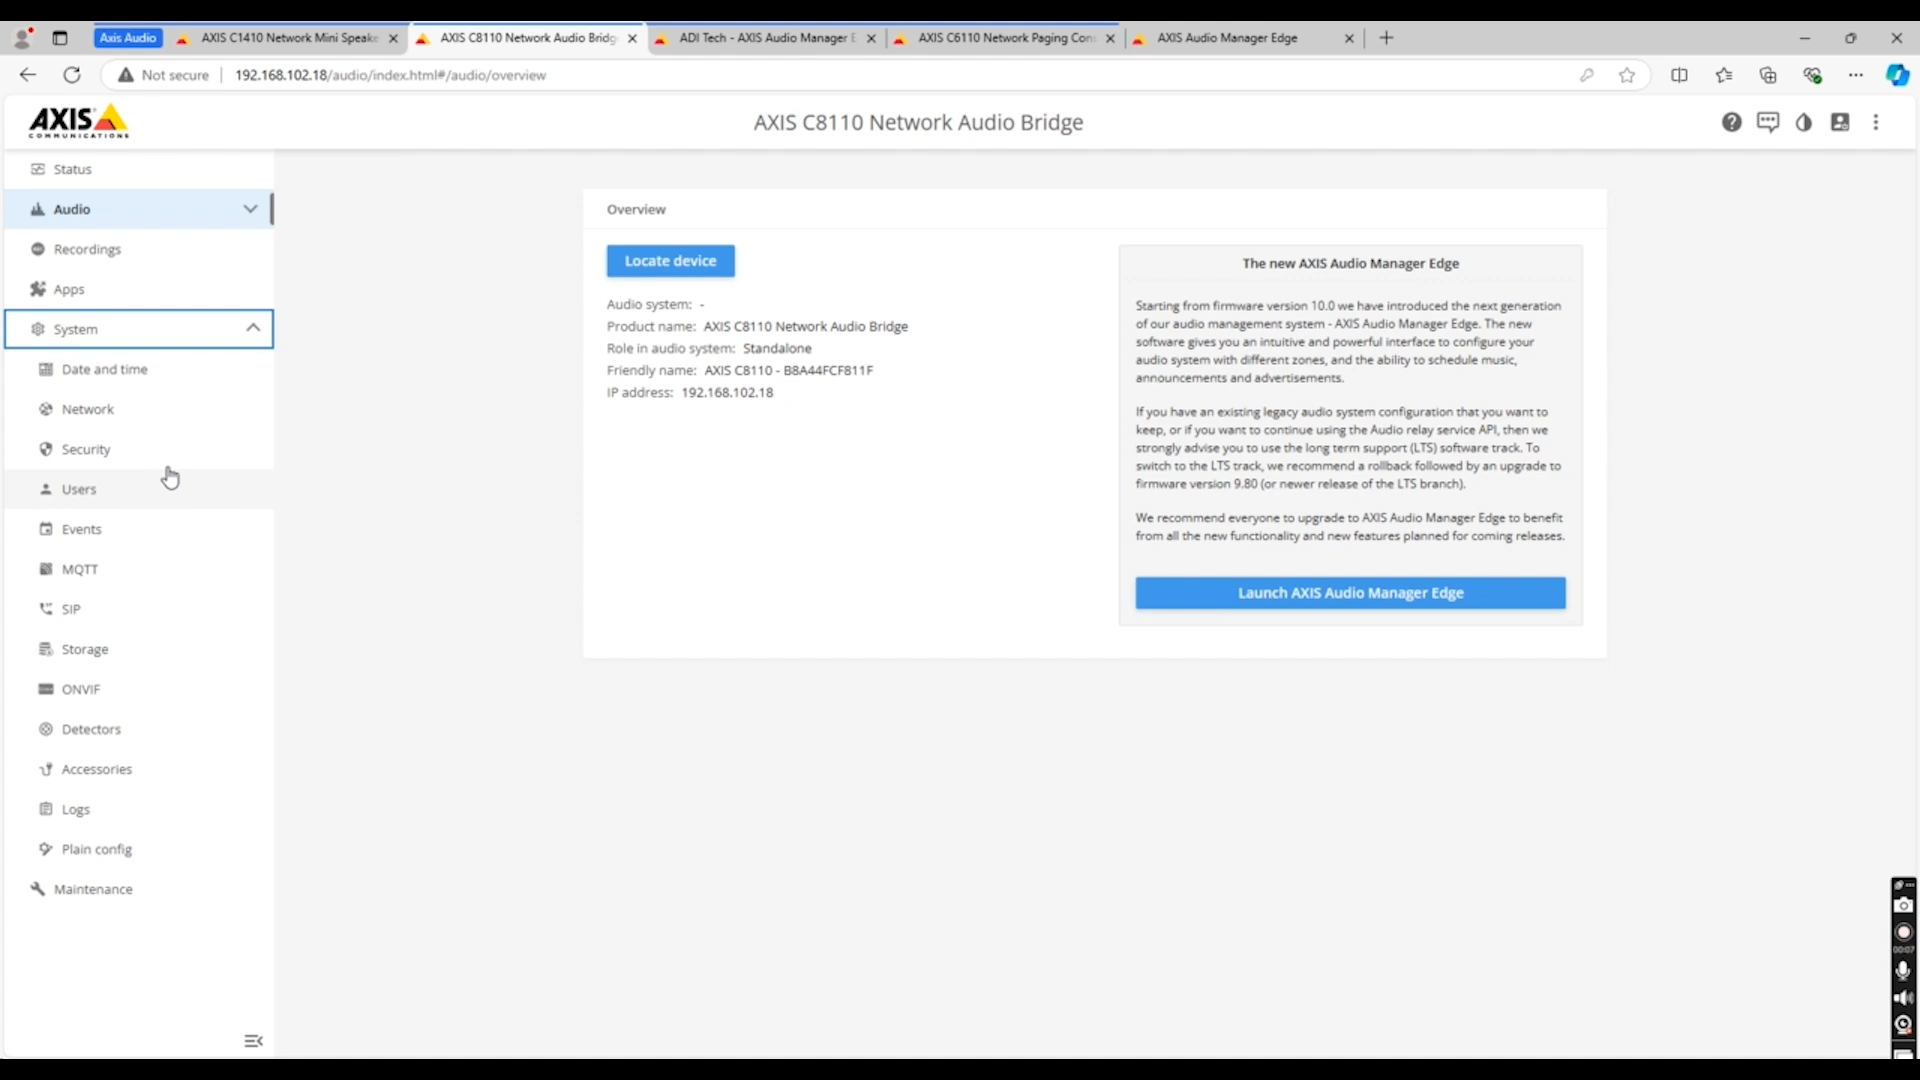 Axis Audio
AXIS C1410 Network Mini Speake
AXIS C8110 Network Audio Bridg
ADI Tech - AXIS Audio Manager E
AXIS C6110 Network Paging Con
AXIS Audio Manager Edge
Not secure
192.168.102.18/audio/index.html#/audio/overview
AXIS
COMMUNICATIONS
AXIS C8110 Network Audio Bridge
Status
Audio
Recordings
Apps
System
Date and time
Network
Security
Users
Events
MQTT
SIP
Storage
ONVIF
Detectors
Accessories
Logs
Plain config
Maintenance
Overview
Locate device
Audio system: -
Product name: AXIS C8110 Network Audio Bridge
Role in audio system: Standalone
Friendly name: AXIS C8110 - B8A44FCF811F
IP address: 192.168.102.18
The new AXIS Audio Manager Edge
Starting from firmware version 10.0 we have introduced the next generation
of our audio management system - AXIS Audio Manager Edge. The new
software gives you an intuitive and powerful interface to configure your
audio system with different zones, and the ability to schedule music,
announcements and advertisements.
If you have an existing legacy audio system configuration that you want to
keep, or if you want to continue using the Audio relay service API, then we
strongly advise you to use the long term support (LTS) software track. To
switch to the LTS track, we recommend a rollback followed by an upgrade to
firmware version 9.80 (or newer release of the LTS branch).
We recommend everyone to upgrade to AXIS Audio Manager Edge to benefit
from all the new functionality and new features planned for coming releases.
Launch AXIS Audio Manager Edge
00:07